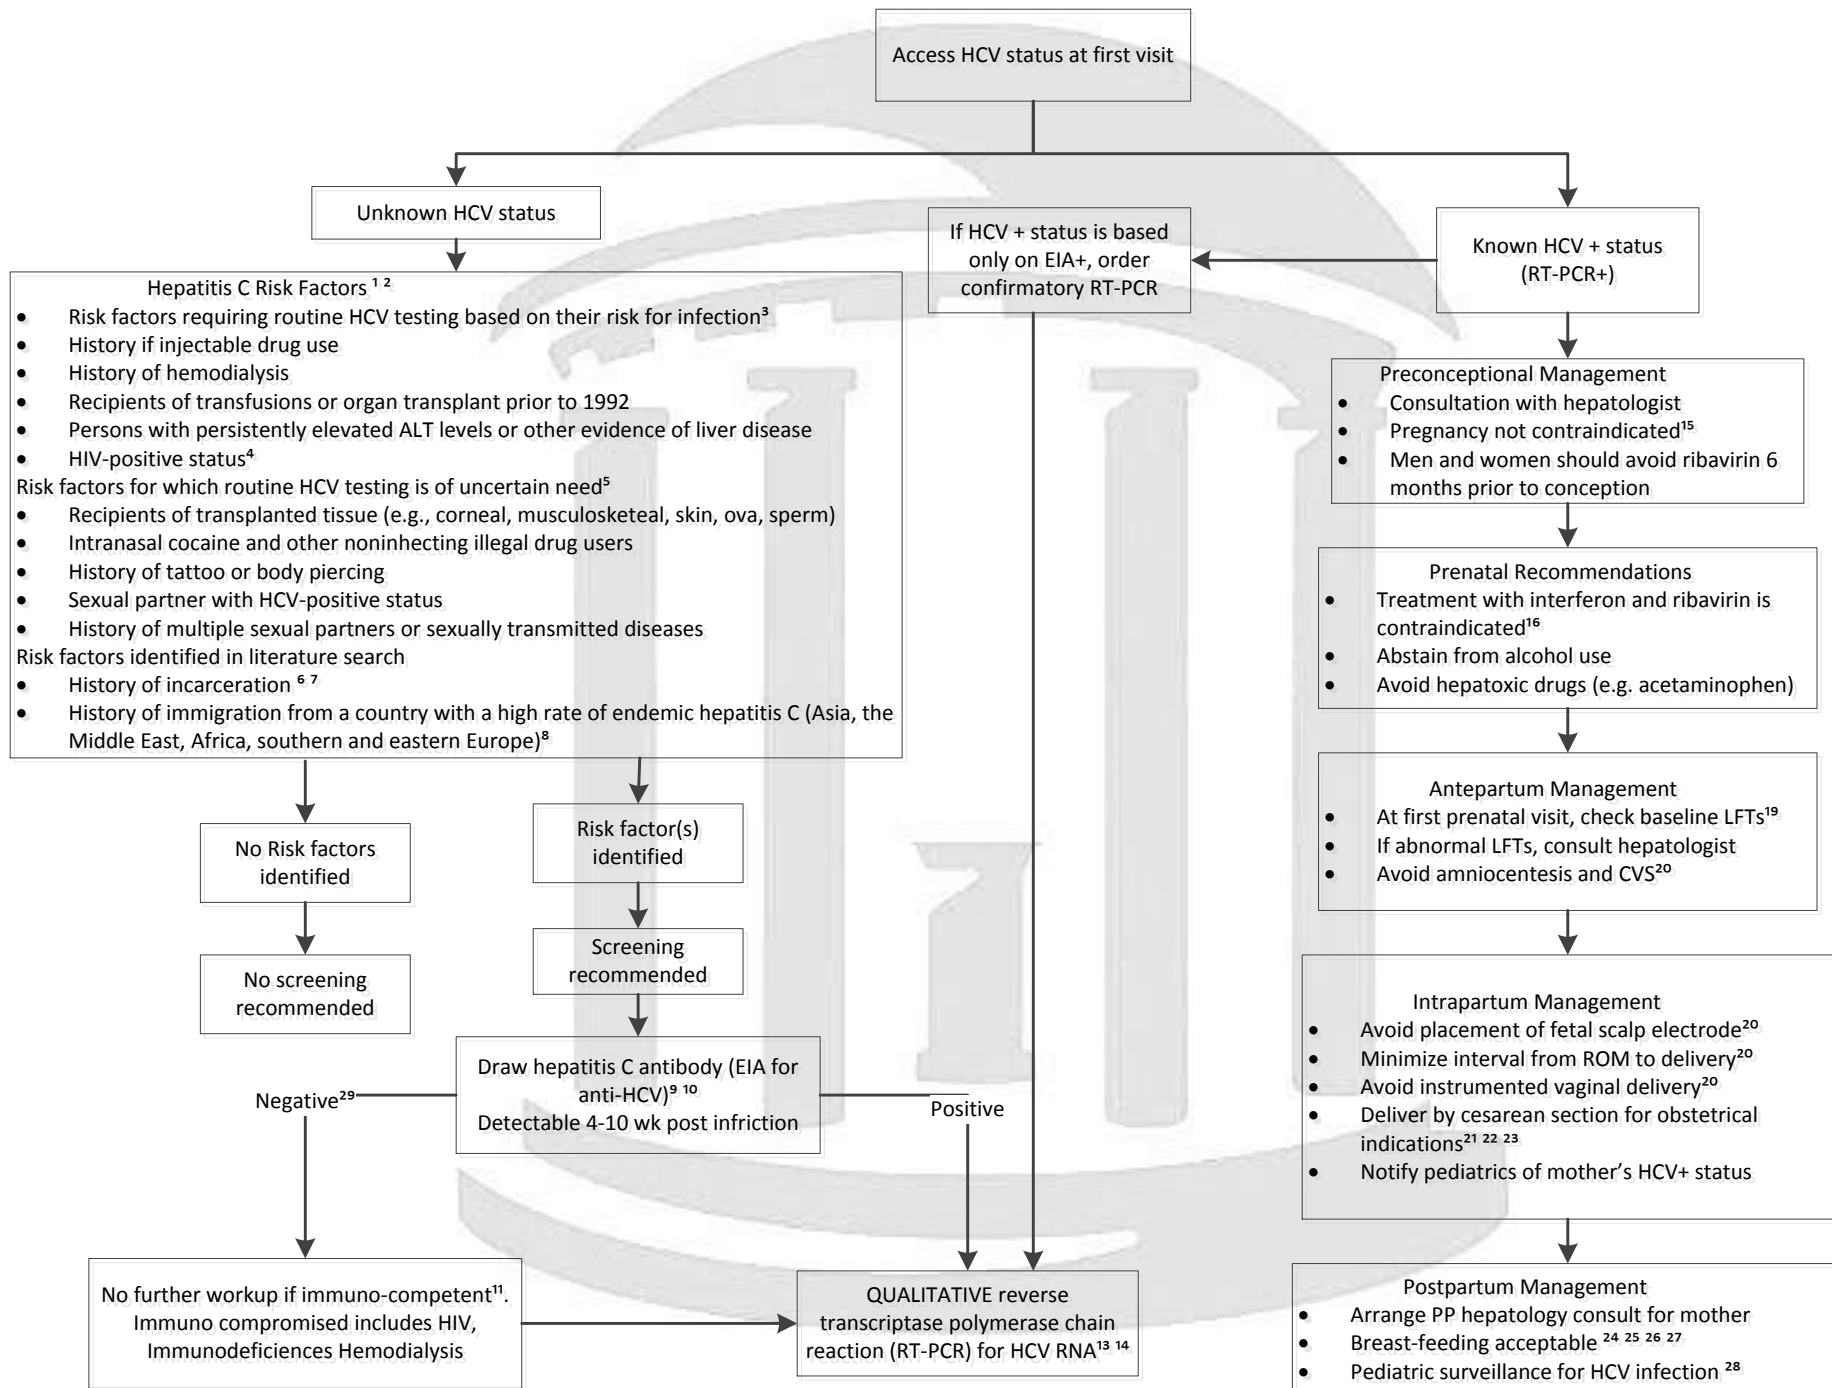 Access HCV status at first visit
Unknown HCV status
If HCV + status is based
only on EIA+, order
confirmatory RT-PCR
Known HCV + status
(RT-PCR+)
Hepatitis C Risk Factors ¹ ²
• Risk factors requiring routine HCV testing based on their risk for infection³
• History if injectable drug use
• History of hemodialysis
• Recipients of transfusions or organ transplant prior to 1992
• Persons with persistently elevated ALT levels or other evidence of liver disease
• HIV-positive status⁴
Risk factors for which routine HCV testing is of uncertain need⁵
• Recipients of transplanted tissue (e.g., corneal, musculosketeal, skin, ova, sperm)
• Intranasal cocaine and other noninhecting illegal drug users
• History of tattoo or body piercing
• Sexual partner with HCV-positive status
• History of multiple sexual partners or sexually transmitted diseases
Risk factors identified in literature search
• History of incarceration ⁶ ⁷
• History of immigration from a country with a high rate of endemic hepatitis C (Asia, the
Middle East, Africa, southern and eastern Europe)⁸
No Risk factors
identified
No screening
recommended
Risk factor(s)
identified
Screening
recommended
Draw hepatitis C antibody (EIA for
anti-HCV)⁹ ¹⁰
Detectable 4-10 wk post infriction
Negative²⁹
Positive
No further workup if immuno-competent¹¹.
Immuno compromised includes HIV,
Immunodeficiences Hemodialysis
QUALITATIVE reverse
transcriptase polymerase chain
reaction (RT-PCR) for HCV RNA¹³ ¹⁴
Preconceptional Management
• Consultation with hepatologist
• Pregnancy not contraindicated¹⁵
• Men and women should avoid ribavirin 6
months prior to conception
Prenatal Recommendations
• Treatment with interferon and ribavirin is
contraindicated¹⁶
• Abstain from alcohol use
• Avoid hepatoxic drugs (e.g. acetaminophen)
Antepartum Management
• At first prenatal visit, check baseline LFTs¹⁹
• If abnormal LFTs, consult hepatologist
• Avoid amniocentesis and CVS²⁰
Intrapartum Management
• Avoid placement of fetal scalp electrode²⁰
• Minimize interval from ROM to delivery²⁰
• Avoid instrumented vaginal delivery²⁰
• Deliver by cesarean section for obstetrical
indications²¹ ²² ²³
• Notify pediatrics of mother’s HCV+ status
Postpartum Management
• Arrange PP hepatology consult for mother
• Breast-feeding acceptable ²⁴ ²⁵ ²⁶ ²⁷
• Pediatric surveillance for HCV infection ²⁸